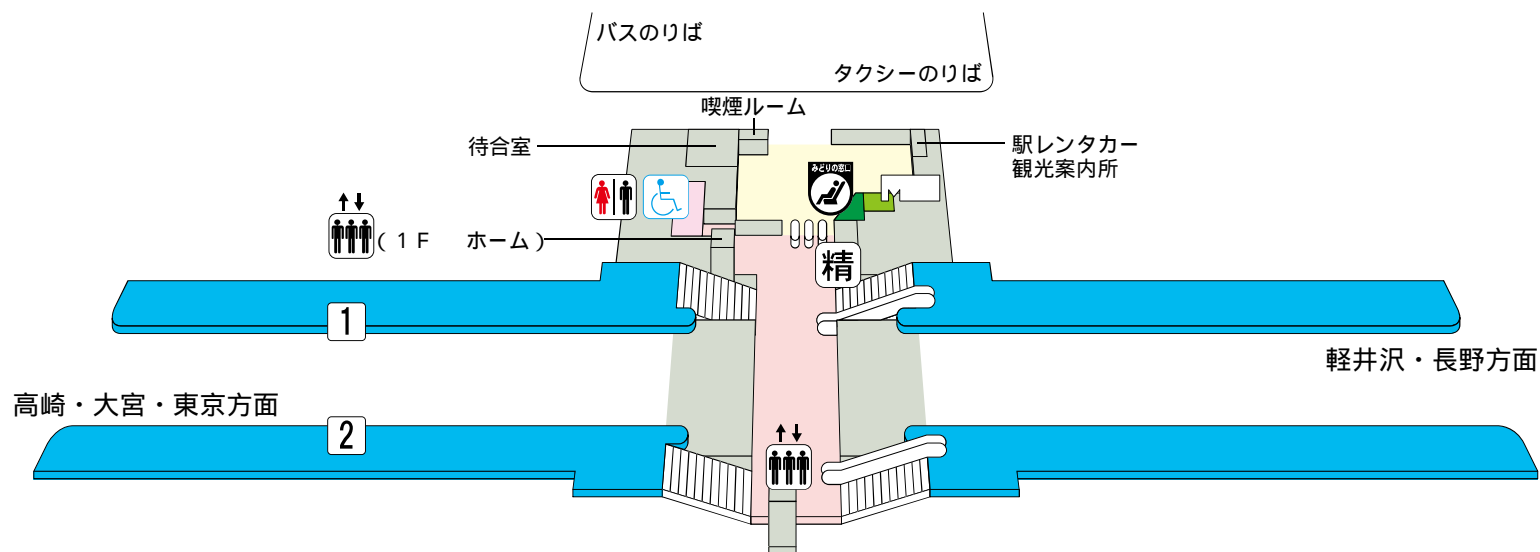 バスのりば
タクシーのりば
喫煙ルーム
待合室
駅レンタカー
観光案内所
みどりの窓口
(1F ホーム)
精
1
軽井沢・長野方面
高崎・大宮・東京方面
2